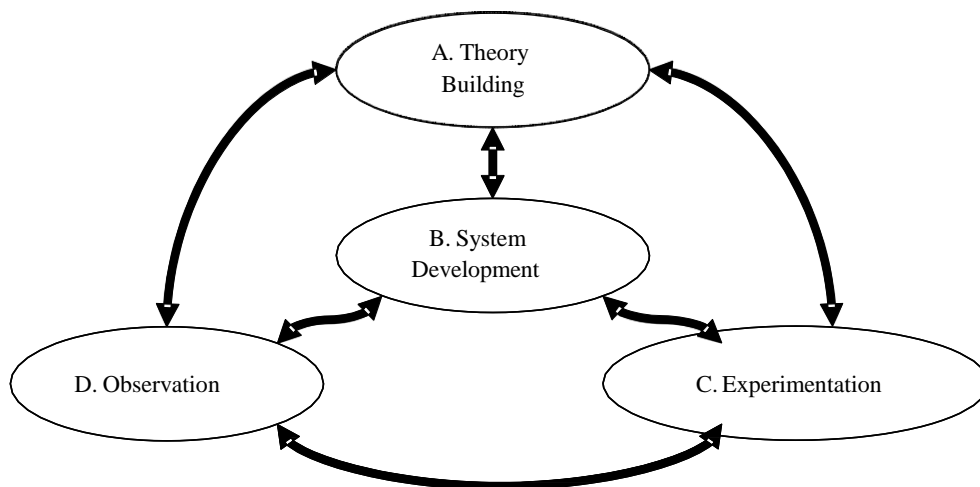 A. Theory
Building
B. System
Development
D. Observation
C. Experimentation